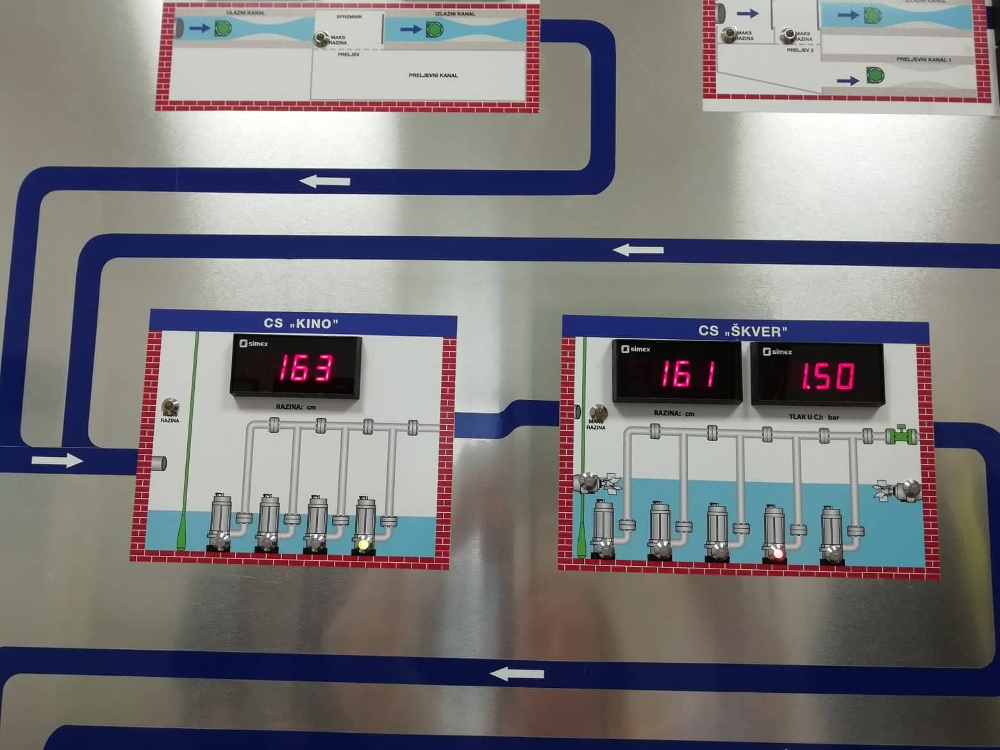 ULAZNI KANAL
SPREMNIK
IZLAZNI KANAL
MAKS
RAZINA
PRELJEV
PRELJEVNI KANAL
IZLAZNI KANAL
MAKS
RAZINA
MAKS
RAZINA
PRELJEV 2
PRELJEVNI KANAL 1
CS „KINO"
simex
163
RAZINA: cm
MAKS
RAZINA
CS „ŠKVER"
simex
161
simex
1.50
RAZINA: cm
TLAK U CJ: bar
MAKS
RAZINA